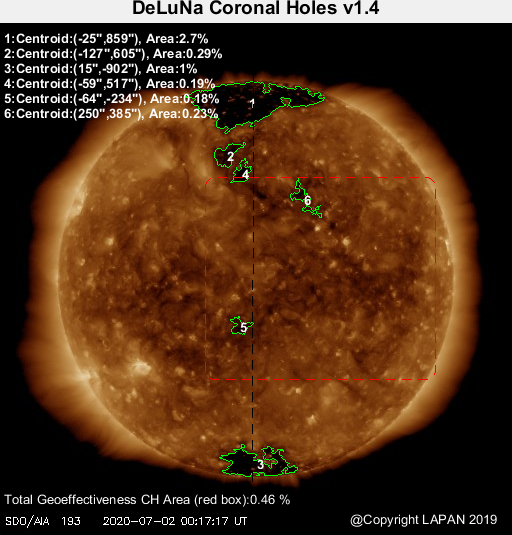 DeLuNa Coronal Holes v1.4
1:Centroid:(-25",859"), Area:2.7%
2:Centroid:(-127",605"), Area:0.29%
3:Centroid:(15",-902"), Area:1%
4:Centroid:(-59",517"), Area:0.19%
5:Centroid:(-64",-234"), Area:0.18%
6:Centroid:(250",385"), Area:0.23%
1
2
4
6
5
3
Total Geoeffectiveness CH Area (red box):0.46 %
SDO/AIA 193 2020-07-02 00:17:17 UT
@Copyright LAPAN 2019